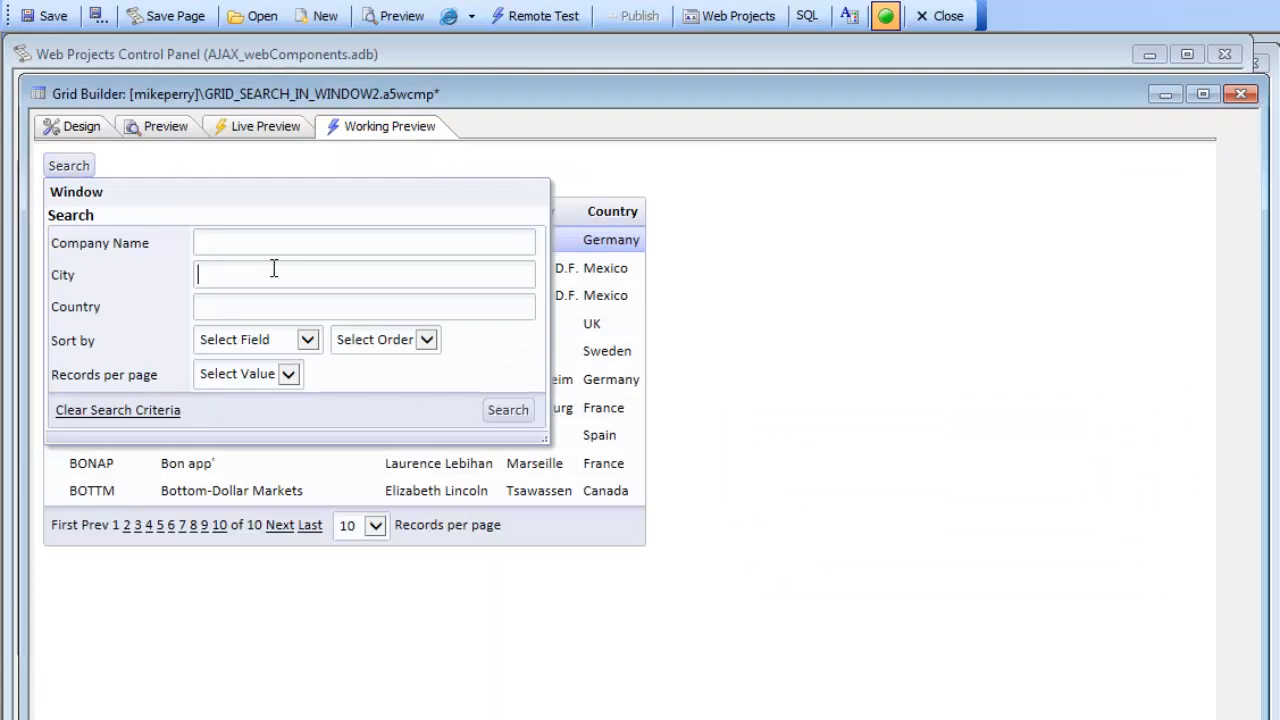 Save Save Page Open New Preview Remote Test Publish Web Projects SQL Close
Web Projects Control Panel (AJAX_webComponents.adb)
Grid Builder: [mikeperry]\GRID_SEARCH_IN_WINDOW2.a5wcmp*
Design Preview Live Preview Working Preview
Search
Window
Search
Country
Company Name
Germany
City
D.F. Mexico
D.F. Mexico
Country
UK
Sort by Select Field Select Order
Sweden
Records per page Select Value
eim Germany
Clear Search Criteria Search
urg France
Spain
BONAP Bon app' Laurence Lebihan Marseille France
BOTTM Bottom-Dollar Markets Elizabeth Lincoln Tsawassen Canada
First Prev 1 2 3 4 5 6 7 8 9 10 of 10 Next Last 10 Records per page